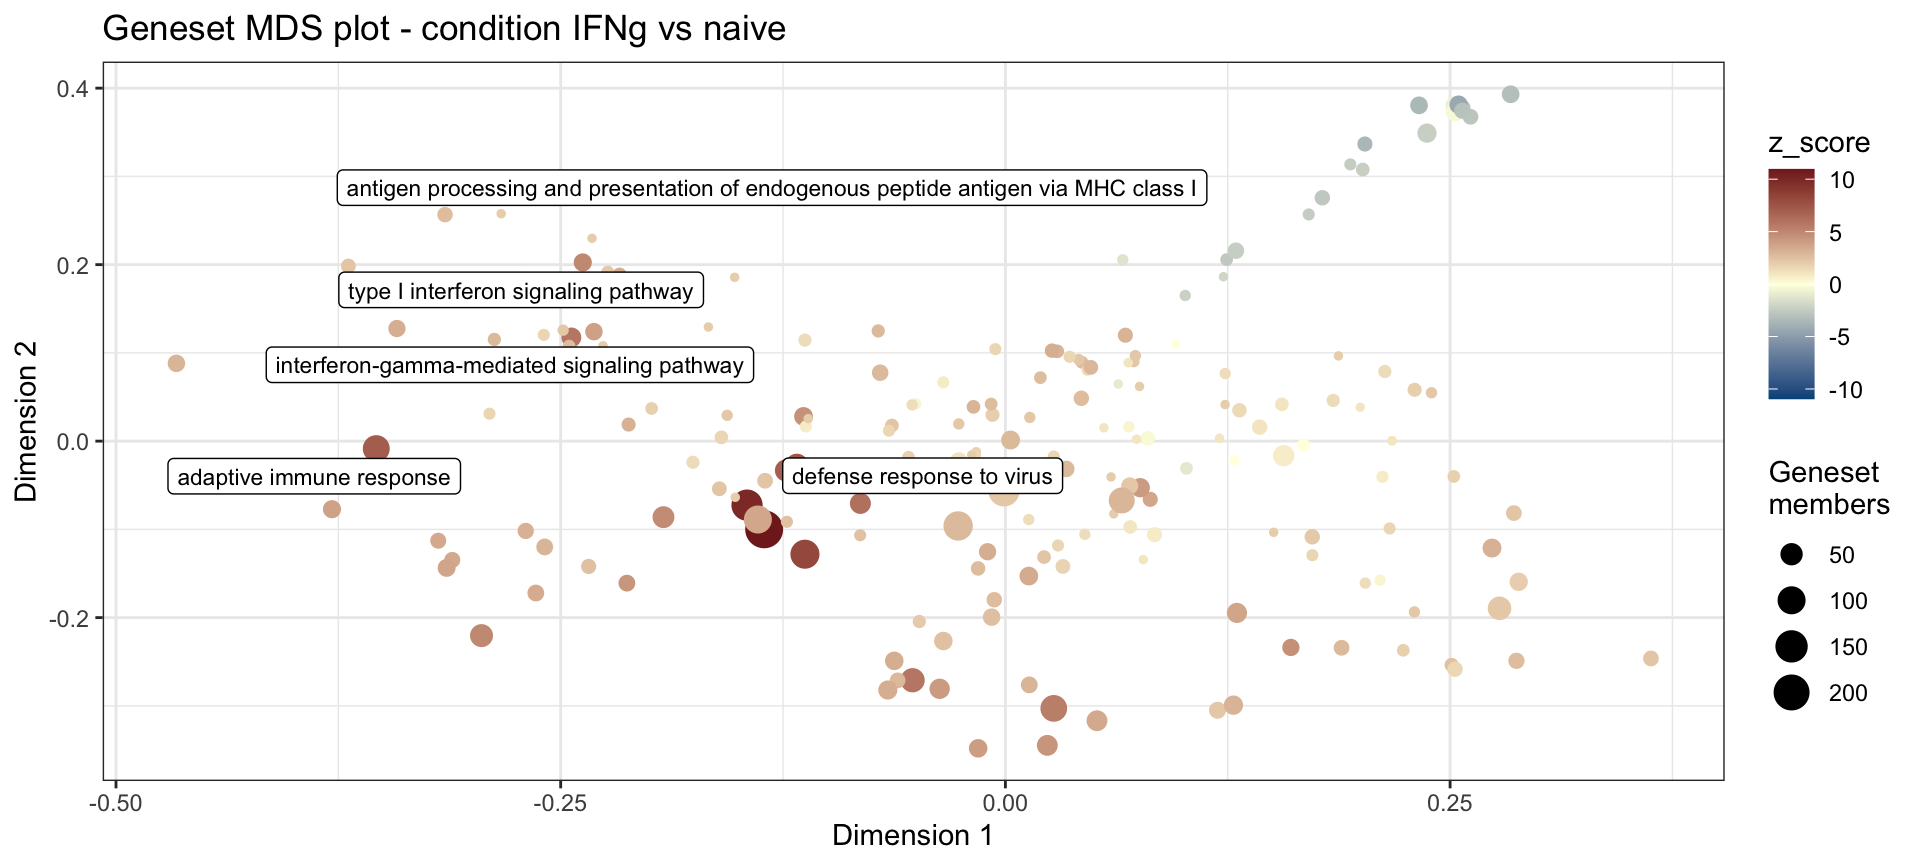 Geneset MDS plot - condition IFNg vs naive
0.4
0.2
0.0
-0.2
Dimension 2
antigen processing and presentation of endogenous peptide antigen via MHC class I
type I interferon signaling pathway
interferon-gamma-mediated signaling pathway
adaptive immune response
defense response to virus
-0.50
-0.25
0.00
0.25
Dimension 1
z_score
10
5
0
-5
-10
Geneset
members
50
100
150
200